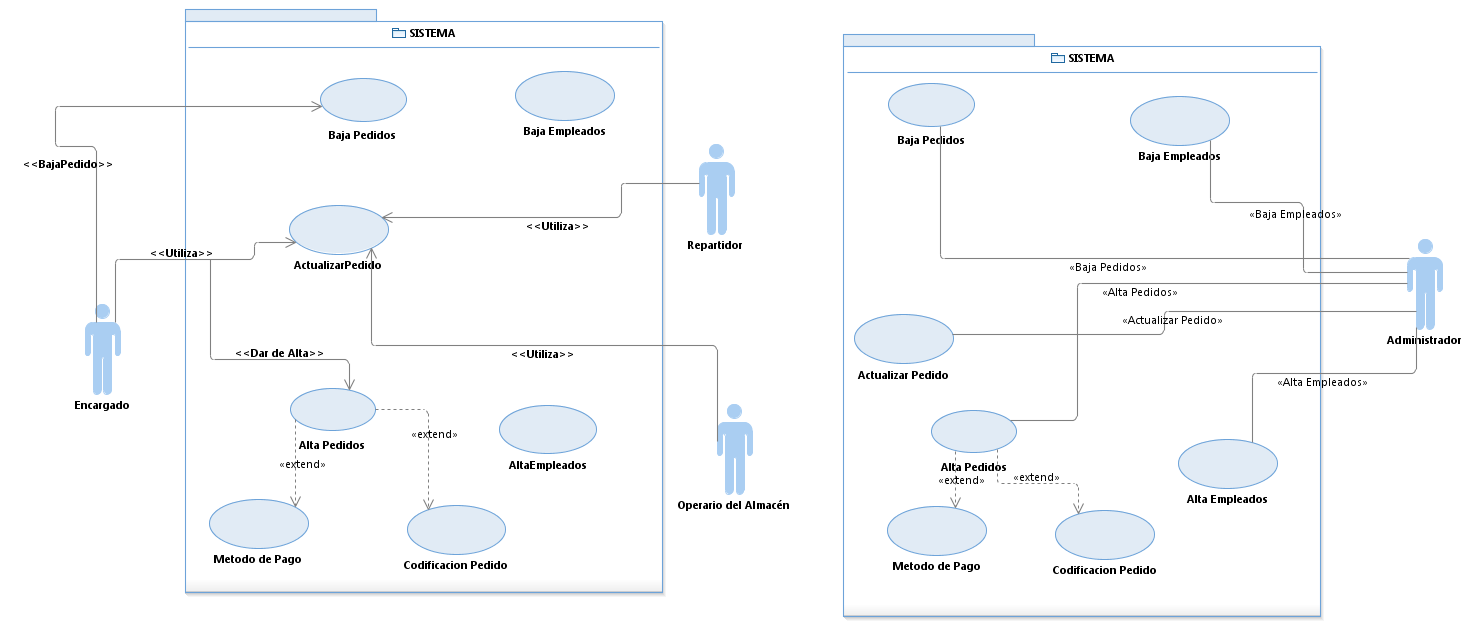 SISTEMA
Baja Pedidos
Baja Empleados
<<BajaPedido>>
<<Utiliza>>
Repartidor
<<Utiliza>>
ActualizarPedido
<<Dar de Alta>>
<<Utiliza>>
Encargado
Alta Pedidos
«extend»
«extend»
AltaEmpleados
Operario del Almacén
Metodo de Pago
Codificacion Pedido
SISTEMA
Baja Pedidos
Baja Empleados
«Baja Empleados»
«Baja Pedidos»
«Alta Pedidos»
«Actualizar Pedido»
Administrador
Actualizar Pedido
«Alta Empleados»
Alta Pedidos
«extend»
«extend»
Alta Empleados
Metodo de Pago
Codificacion Pedido